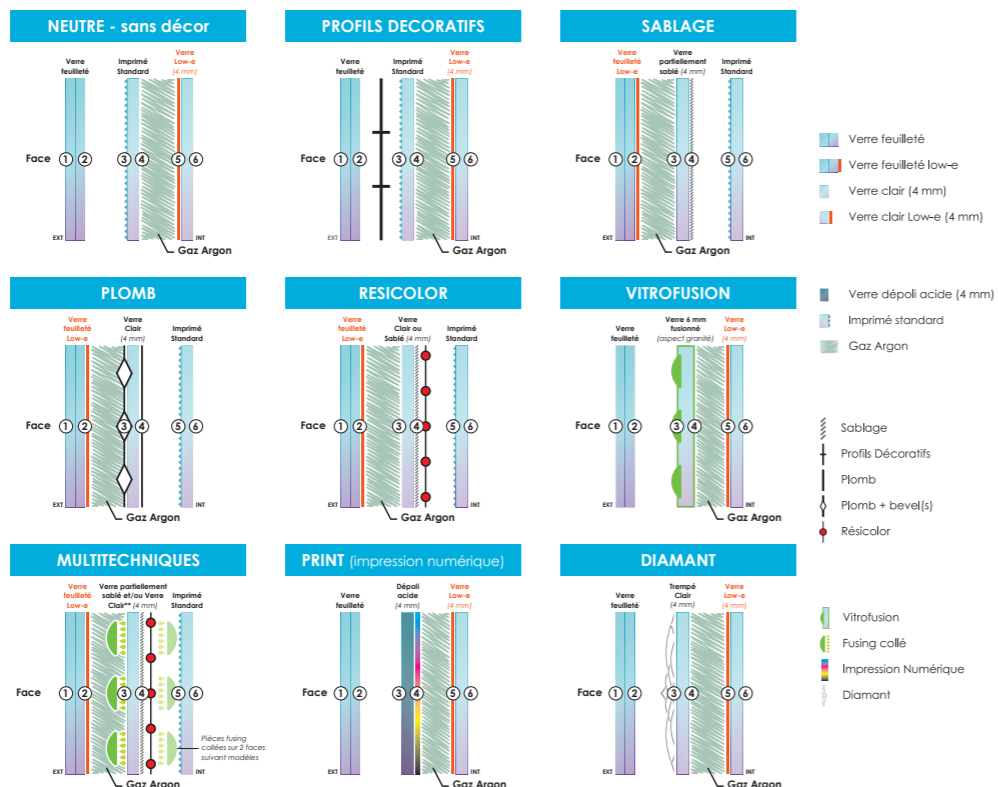 NEUTRE - sans décor
Verre feuilleté
Imprimé Standard
Verre Low-e (4 mm)
Face 1 2 3 4 5 6
EXT
INT
Gaz Argon
PROFILS DECORATIFS
Verre feuilleté
Imprimé Standard
Verre Low-e (4 mm)
Face 1 2 3 4 5 6
EXT
INT
Gaz Argon
SABLAGE
Verre feuilleté Low-e
Verre partiellement sablé (4 mm)
Imprimé Standard
Face 1 2 3 4 5 6
EXT
INT
Gaz Argon
Verre feuilleté
Verre feuilleté low-e
Verre clair (4 mm)
Verre clair Low-e (4 mm)
PLOMB
Verre feuilleté Low-e
Verre Clair (4 mm)
Imprimé Standard
Face 1 2 3 4 5 6
EXT
INT
Gaz Argon
RESICOLOR
Verre feuilleté Low-e
Verre Clair ou Sablé (4 mm)
Imprimé Standard
Face 1 2 3 4 5 6
EXT
INT
Gaz Argon
VITROFUSION
Verre feuilleté
Verre 6 mm fusionné (aspect granité)
Verre Low-e (4 mm)
Face 1 2 3 4 5 6
EXT
INT
Gaz Argon
Verre dépoli acide (4 mm)
Imprimé standard
Gaz Argon
Sablage
Profils Décoratifs
Plomb
Plomb + bevel(s)
Résicolor
MULTITECHNIQUES
Verre feuilleté Low-e
Verre partiellement sablé et/ou Verre Clair** (4 mm)
Imprimé Standard
Face 1 2 3 4 5 6
Pièces fusing collées sur 2 faces suivant modèles
EXT
INT
Gaz Argon
PRINT (impression numérique)
Verre feuilleté
Dépoli acide (4 mm)
Verre Low-e (4 mm)
Face 1 2 3 4 5 6
EXT
INT
Gaz Argon
DIAMANT
Verre feuilleté
Trempé Clair (4 mm)
Verre Low-e (4 mm)
Face 1 2 3 4 5 6
EXT
INT
Gaz Argon
Vitrofusion
Fusing collé
Impression Numérique
Diamant